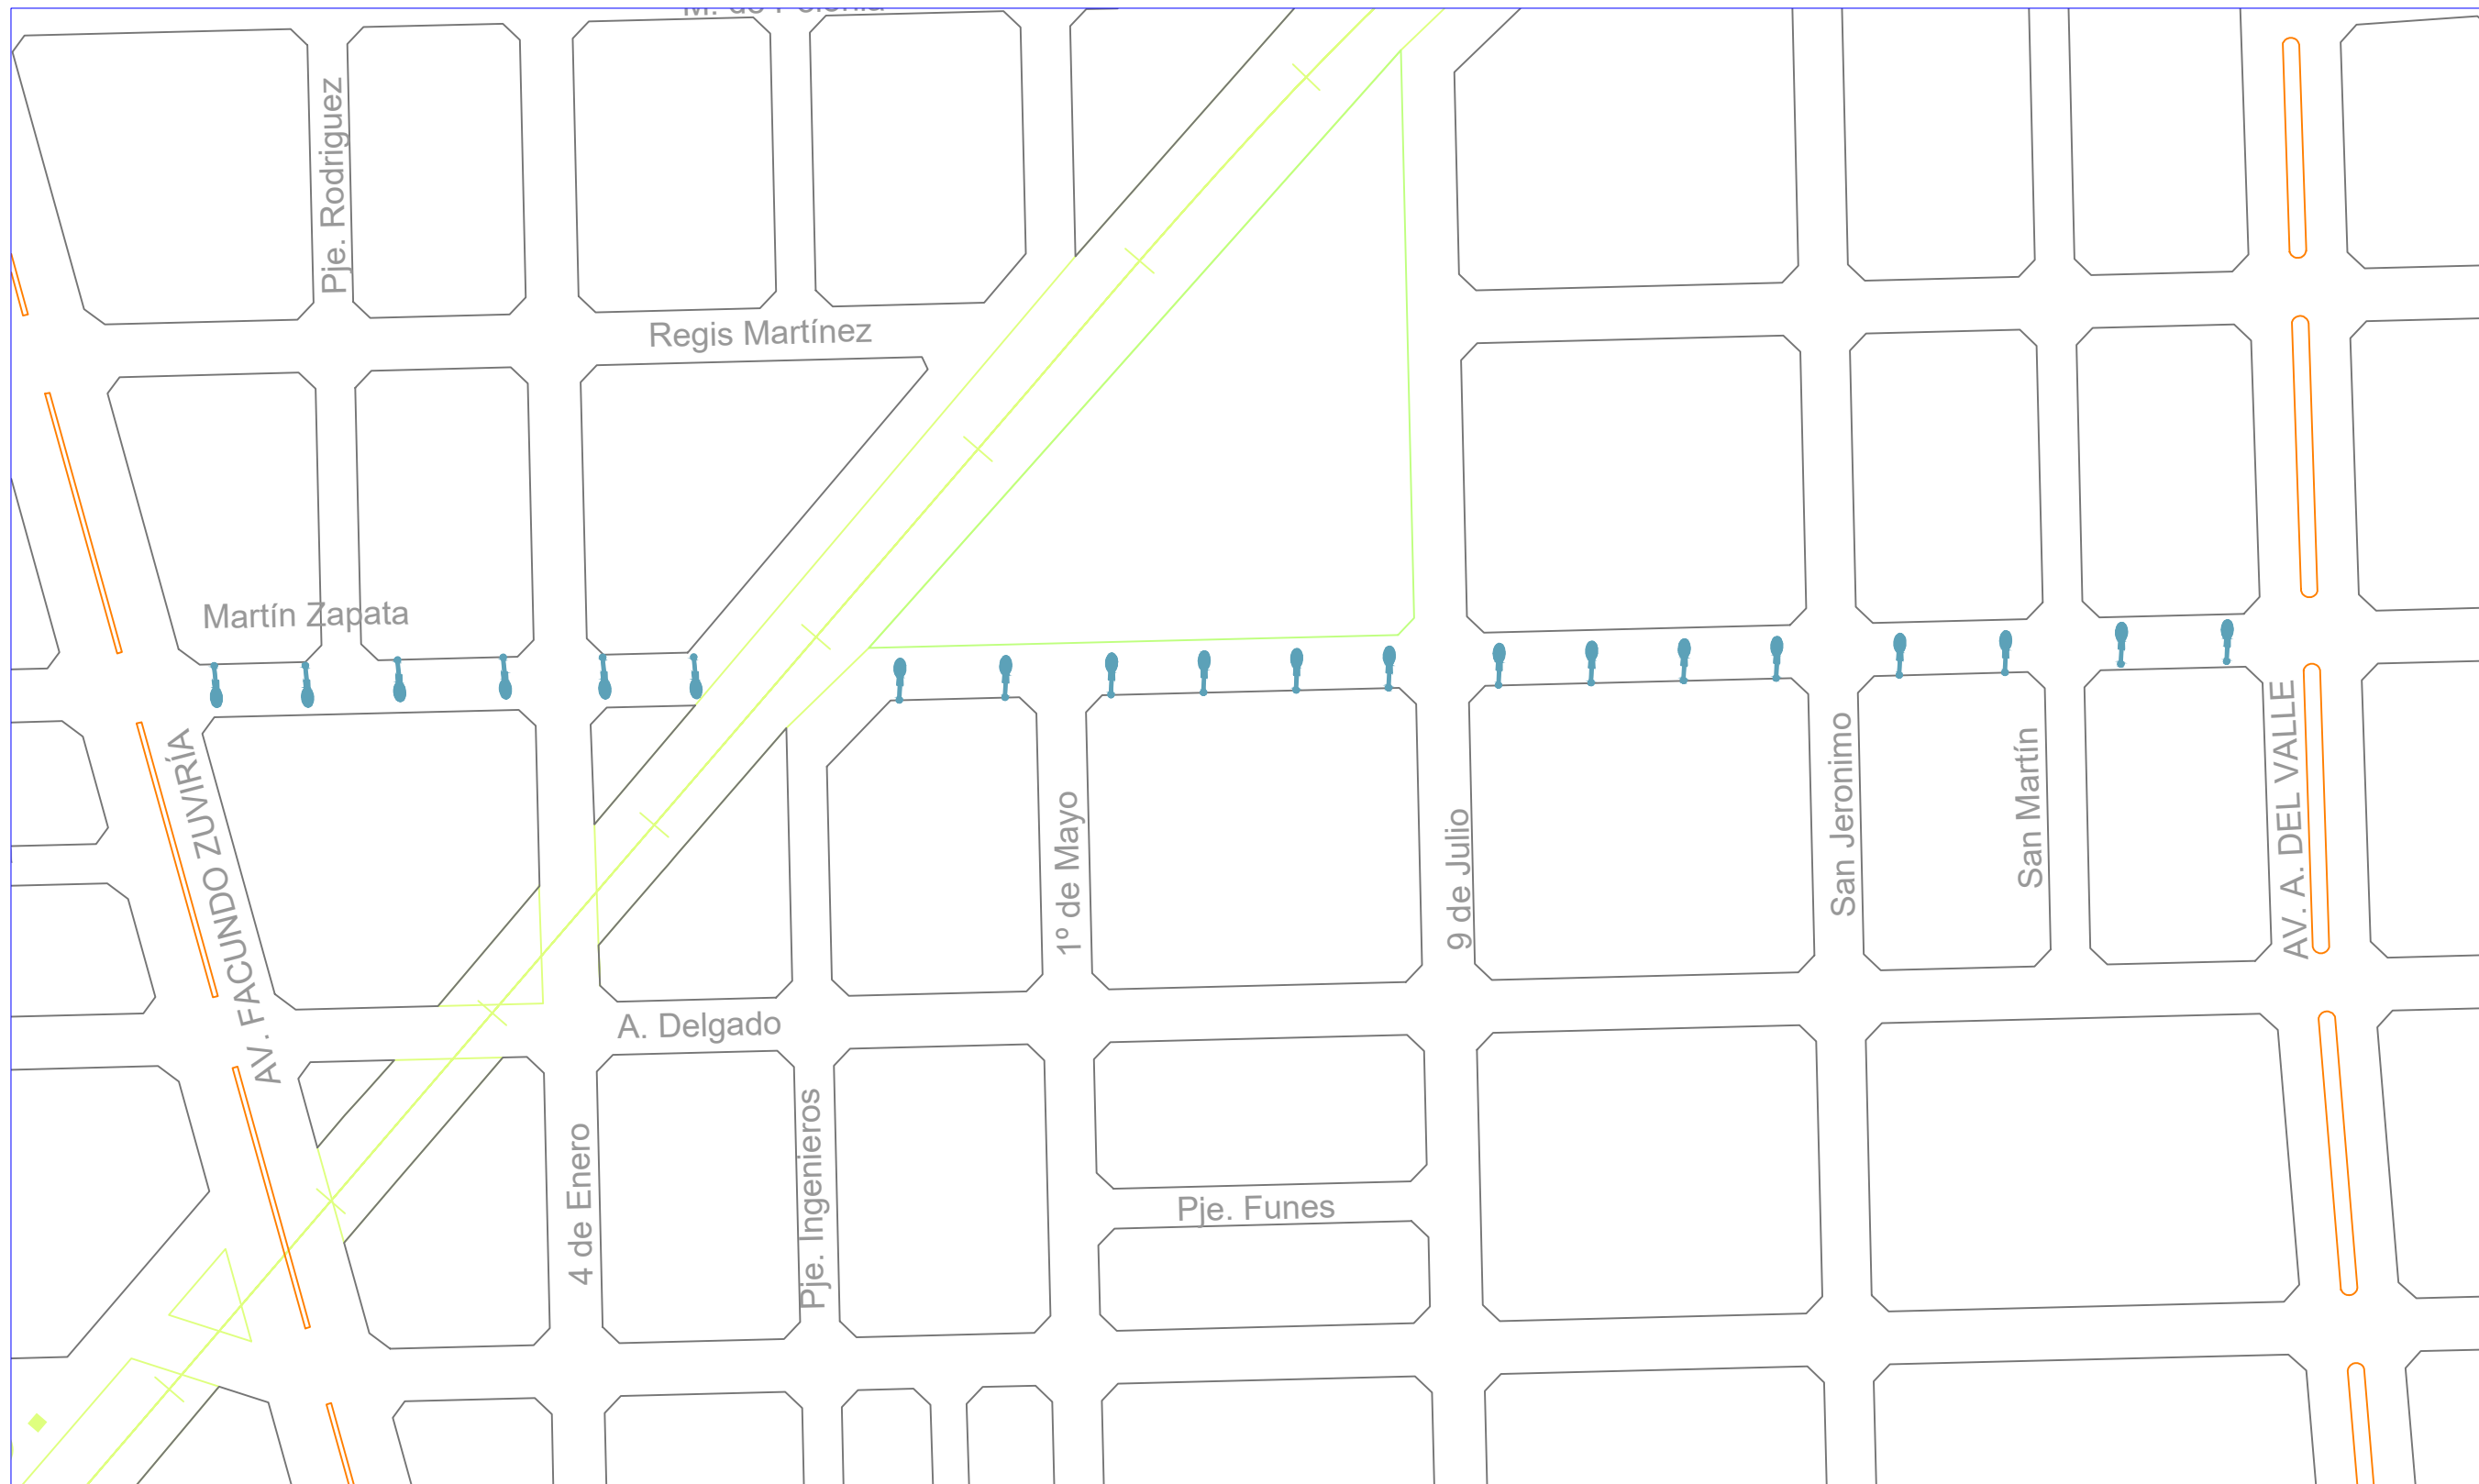 Pje. Rodriguez
Regis Martínez
Martín Zapata
AV. FACUNDO ZUVIRÍA
1º de Mayo
9 de Julio
San Jeronimo
San Martín
AV. A. DEL VALLE
A. Delgado
4 de Enero
Pje. Ingenieros
Pje. Funes